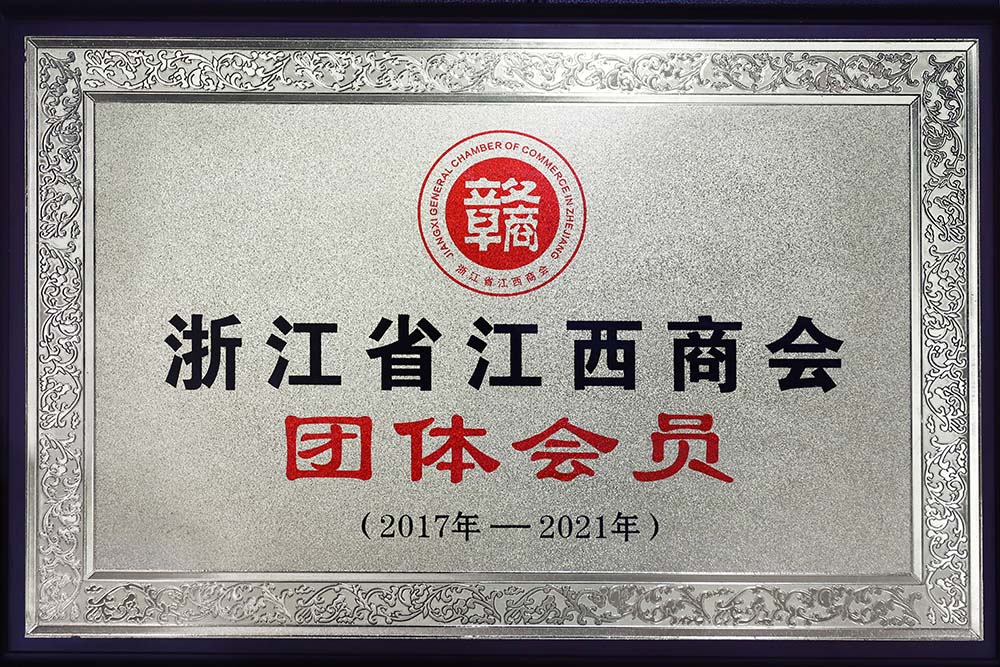 JIANGXI GENERAL CHAMBER OF COMMERCE IN ZHEJIANG
赣商
浙江省江西商会
浙江省江西商会
团体会员
（2017年 — 2021年）